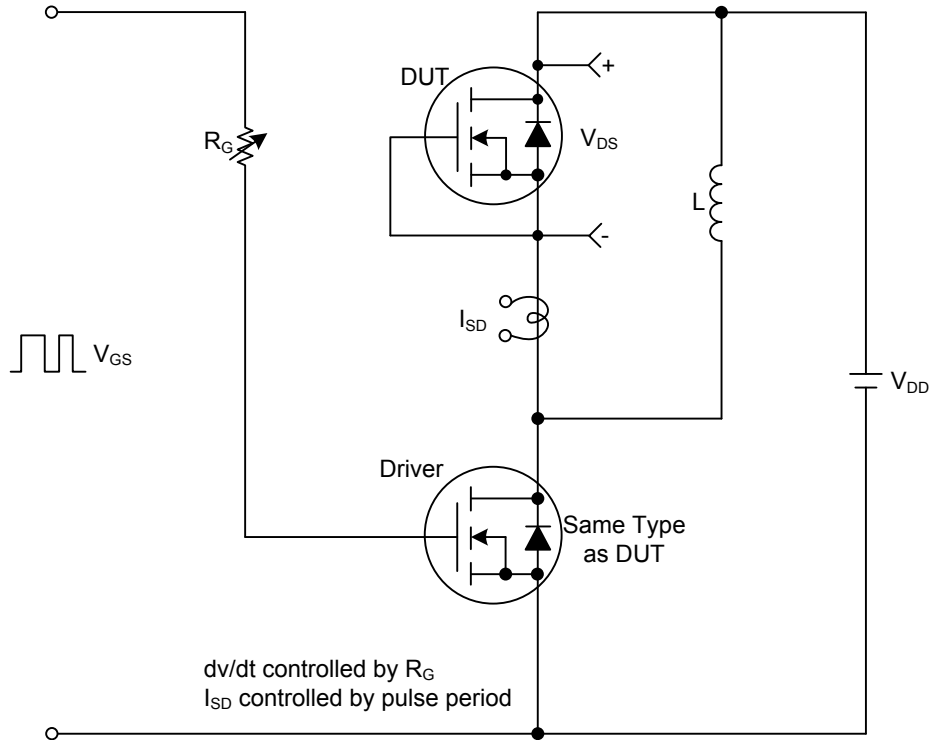 DUT
+
R_G
V_DS
L
-
I_SD
V_GS
V_DD
Driver
Same Type
as DUT
dv/dt controlled by R_G
I_SD controlled by pulse period